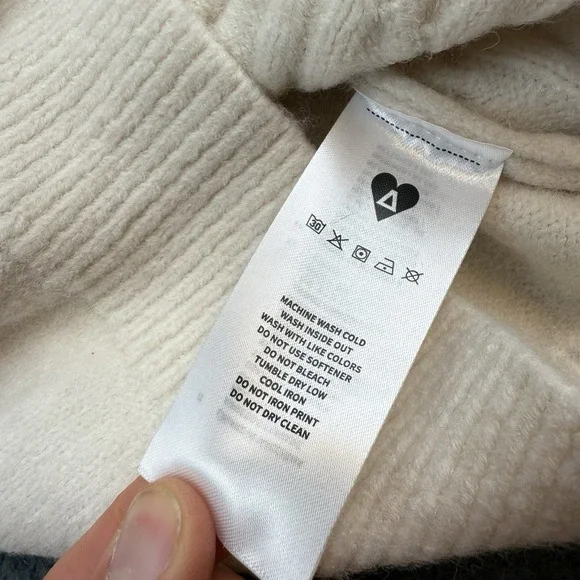 30
MACHINE WASH COLD
WASH INSIDE OUT
WASH WITH LIKE COLORS
DO NOT USE SOFTENER
DO NOT BLEACH
TUMBLE DRY LOW
COOL IRON
DO NOT IRON PRINT
DO NOT DRY CLEAN